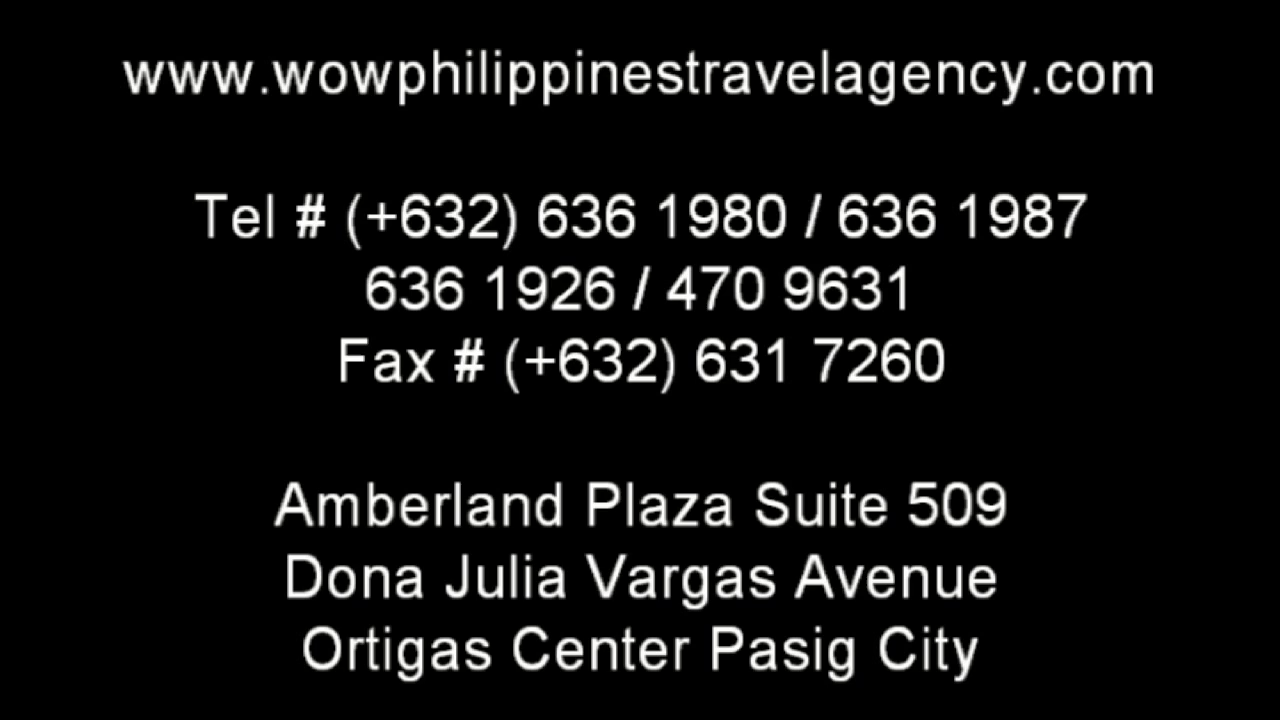 www.wowphilippinestravelagency.com
Tel # (+632) 636 1980 / 636 1987
636 1926 / 470 9631
Fax # (+632) 631 7260
Amberland Plaza Suite 509
Dona Julia Vargas Avenue
Ortigas Center Pasig City